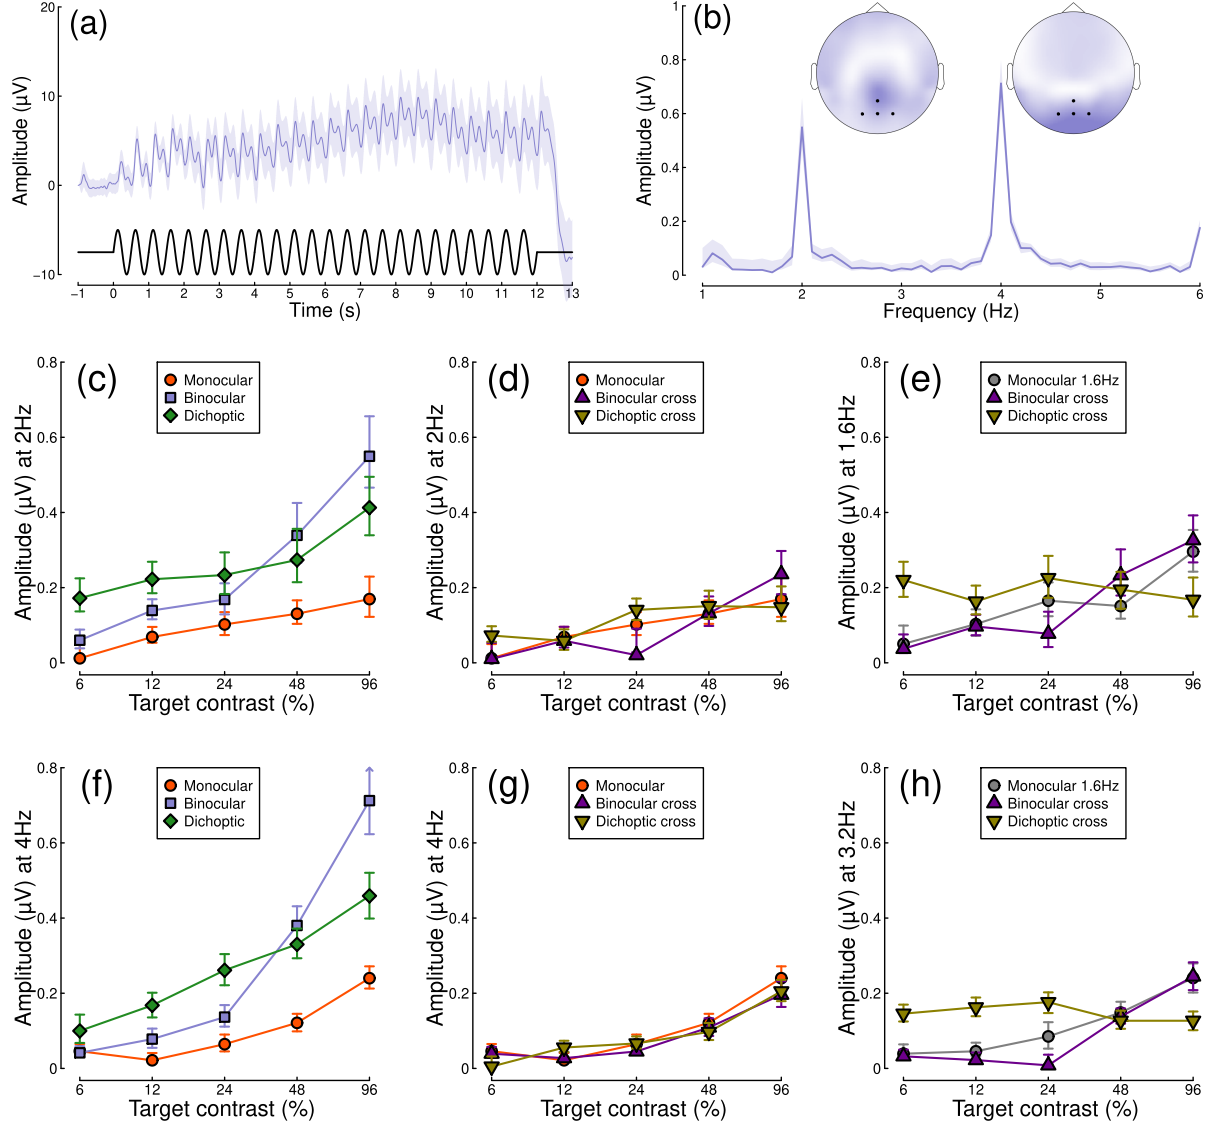 (a)
20
10
0
−10
Amplitude (µV)
−1 0 1 2 3 4 5 6 7 8 9 10 11 12 13
Time (s)
(b)
1
0.8
0.6
0.4
0.2
0
Amplitude (µV)
1 2 3 4 5 6
Frequency (Hz)
(c)
Monocular
Binocular
Dichoptic
0.8
0.6
0.4
0.2
0
Amplitude (µV) at 2Hz
6 12 24 48 96
Target contrast (%)
(d)
Monocular
Binocular cross
Dichoptic cross
0.8
0.6
0.4
0.2
0
Amplitude (µV) at 2Hz
6 12 24 48 96
Target contrast (%)
(e)
Monocular 1.6Hz
Binocular cross
Dichoptic cross
0.8
0.6
0.4
0.2
0
Amplitude (µV) at 1.6Hz
6 12 24 48 96
Target contrast (%)
(f)
Monocular
Binocular
Dichoptic
0.8
0.6
0.4
0.2
0
Amplitude (µV) at 4Hz
6 12 24 48 96
Target contrast (%)
(g)
Monocular
Binocular cross
Dichoptic cross
0.8
0.6
0.4
0.2
0
Amplitude (µV) at 4Hz
6 12 24 48 96
Target contrast (%)
(h)
Monocular 1.6Hz
Binocular cross
Dichoptic cross
0.8
0.6
0.4
0.2
0
Amplitude (µV) at 3.2Hz
6 12 24 48 96
Target contrast (%)